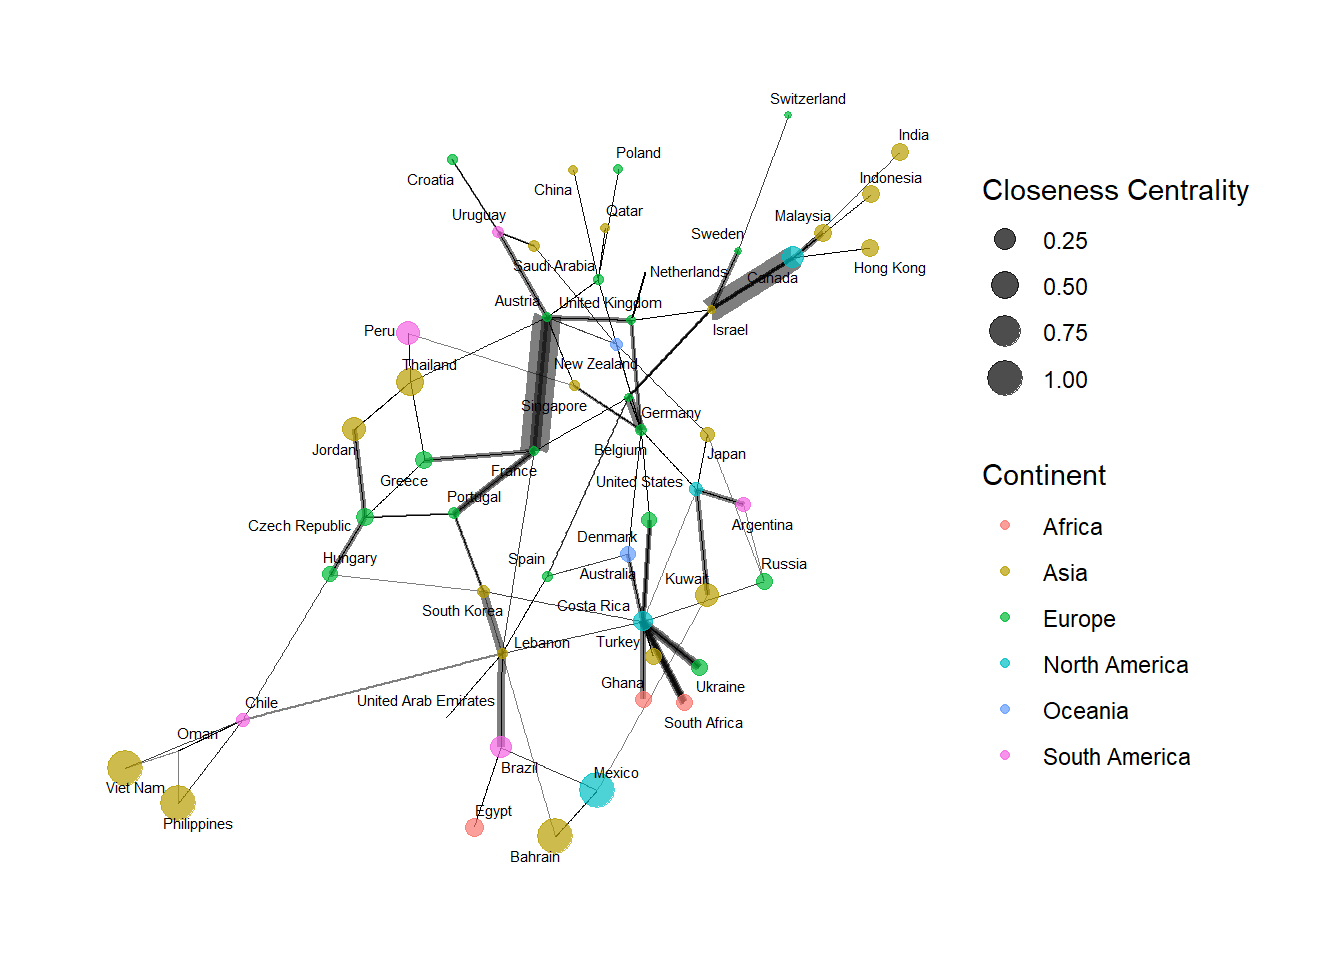 Switzerland
India
Poland
Croatia
China
Indonesia
Uruguay
Qatar
Malaysia
Sweden
Saudi Arabia
Netherlands
Hong Kong
Canada
Austria
United Kingdom
Israel
Peru
Thailand
New Zealand
Singapore
Germany
Jordan
Belgium
Japan
Greece
France
United States
Portugal
Czech Republic
Argentina
Denmark
Hungary
Spain
Russia
Australia
Kuwait
South Korea
Costa Rica
Lebanon
Turkey
Ghana
Ukraine
United Arab Emirates
Chile
South Africa
Oman
Brazil
Mexico
Viet Nam
Egypt
Philippines
Bahrain
Closeness Centrality
0.25
0.50
0.75
1.00
Continent
Africa
Asia
Europe
North America
Oceania
South America